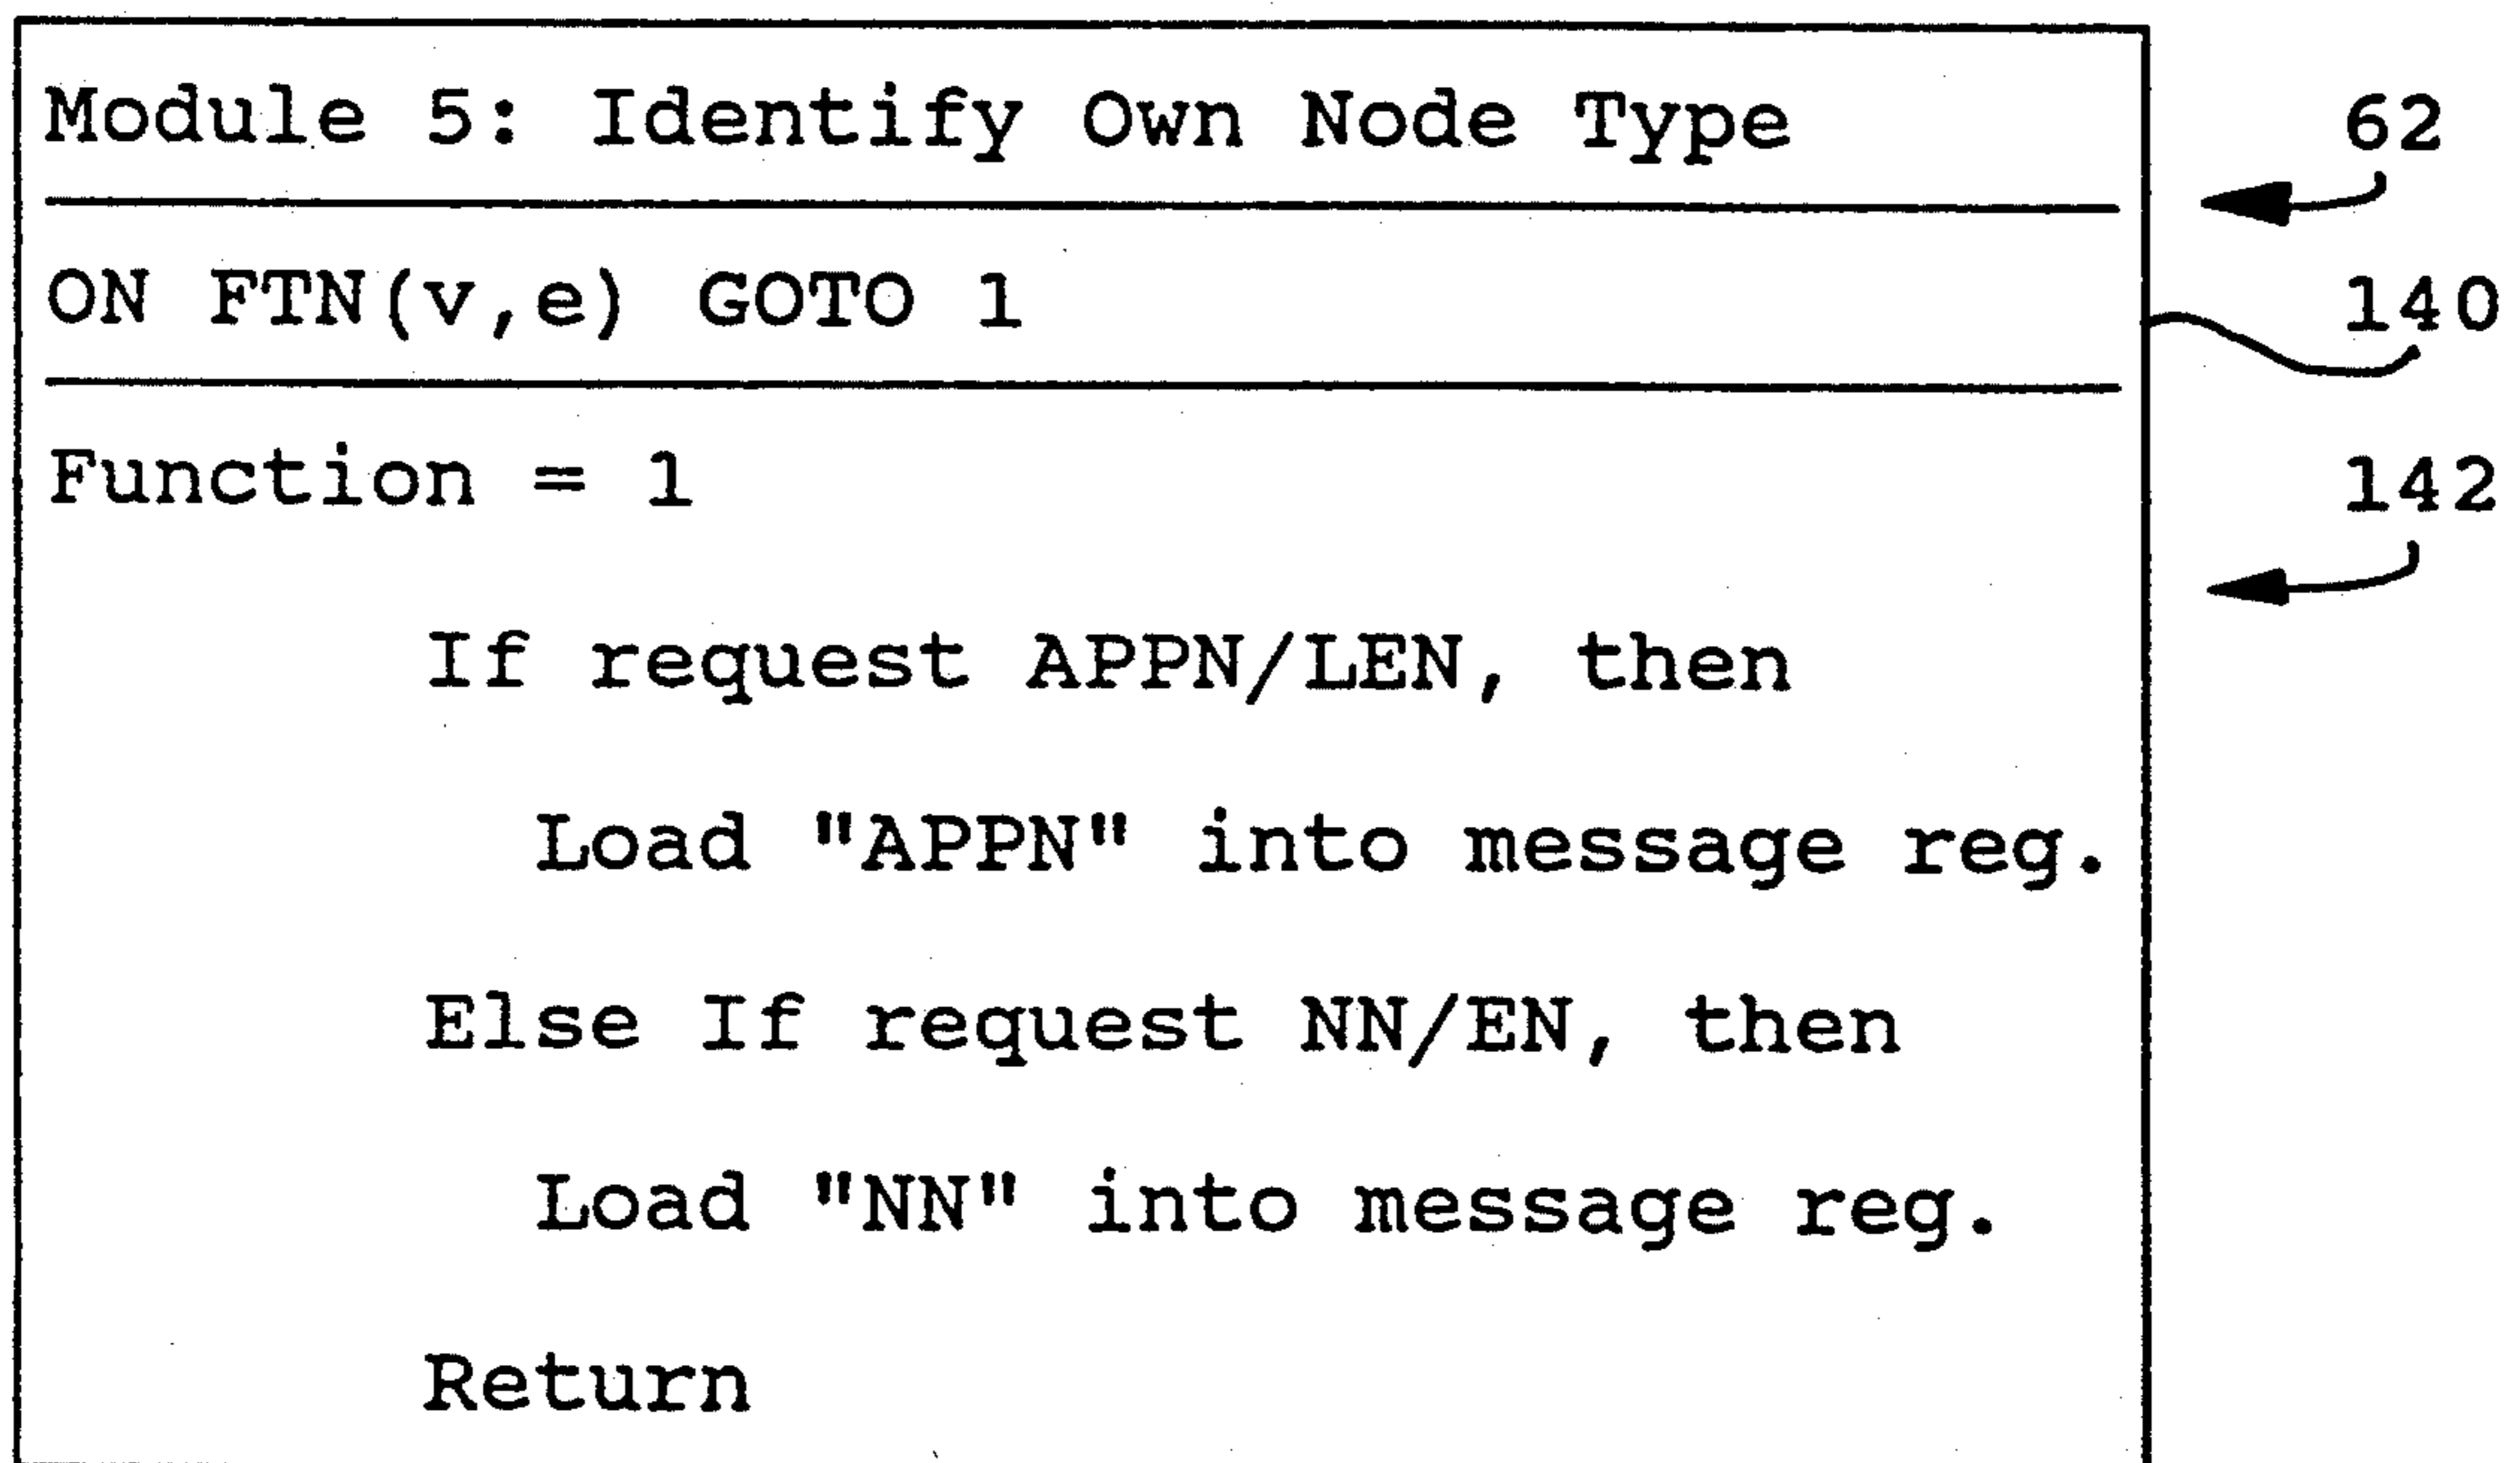 Module 5: Identify Own Node Type 62
ON FTN(v,e) GOTO 1 140
Function = 1 142
If request APPN/LEN, then
Load "APPN" into message reg.
Else If request NN/EN, then
Load "NN" into message reg.
Return